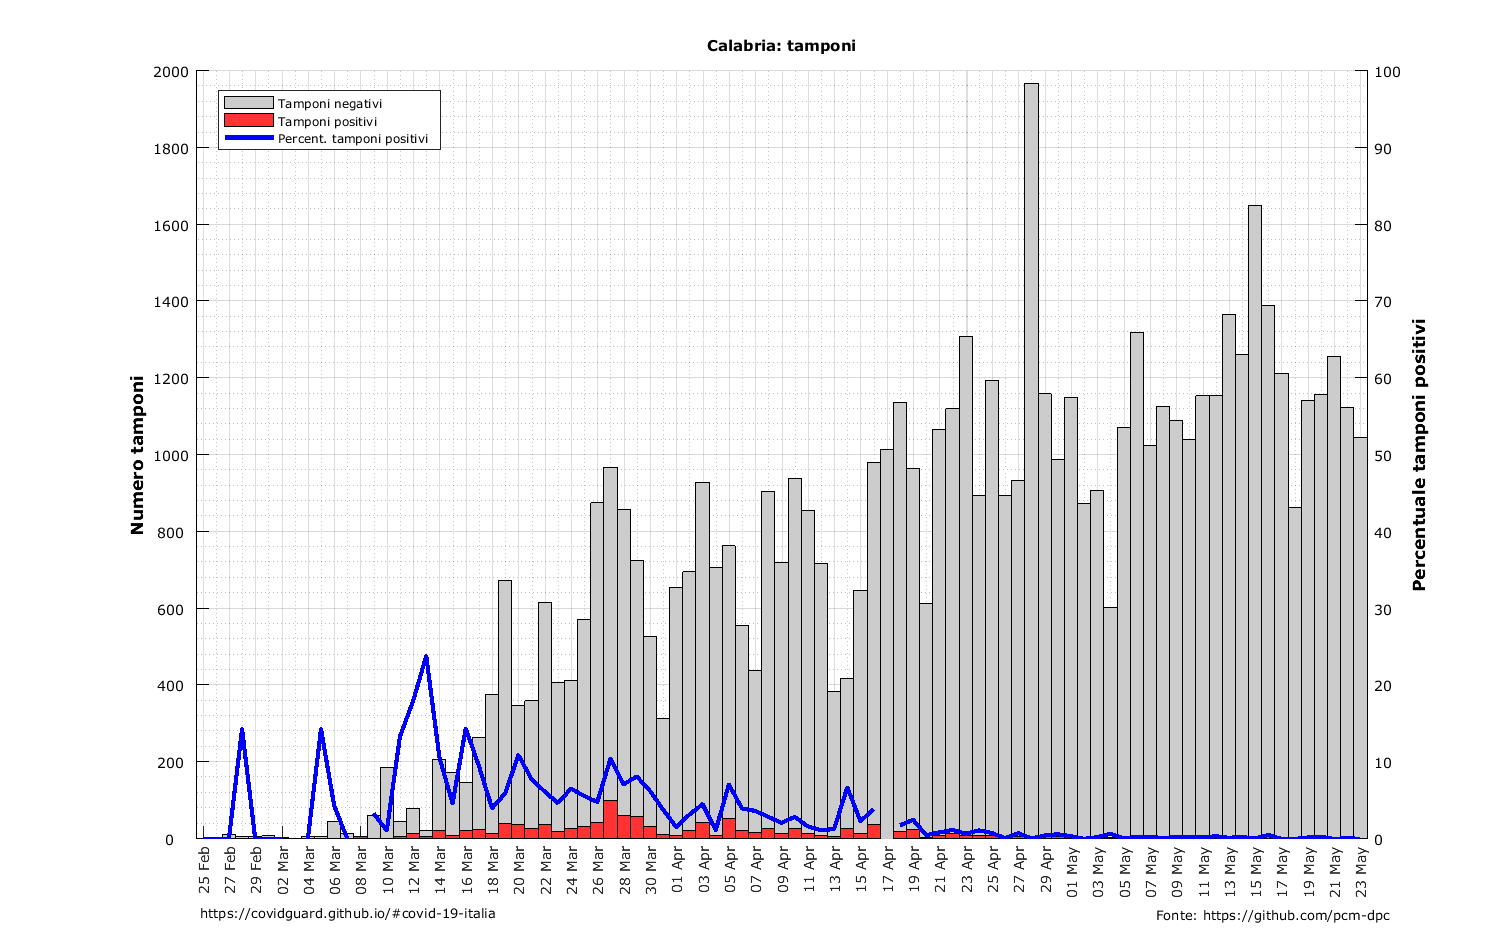 Calabria: tamponi
Tamponi negativi
Tamponi positivi
Percent. tamponi positivi
Numero tamponi
2000
1800
1600
1400
1200
1000
800
600
400
200
0
100
90
80
70
60
50
40
30
20
10
0
Percentuale tamponi positivi
25 Feb
27 Feb
29 Feb
02 Mar
04 Mar
06 Mar
08 Mar
10 Mar
12 Mar
14 Mar
16 Mar
18 Mar
20 Mar
22 Mar
24 Mar
26 Mar
28 Mar
30 Mar
01 Apr
03 Apr
05 Apr
07 Apr
09 Apr
11 Apr
13 Apr
15 Apr
17 Apr
19 Apr
21 Apr
23 Apr
25 Apr
27 Apr
29 Apr
01 May
03 May
05 May
07 May
09 May
11 May
13 May
15 May
17 May
19 May
21 May
23 May
https://covidguard.github.io/#covid-19-italia
Fonte: https://github.com/pcm-dpc